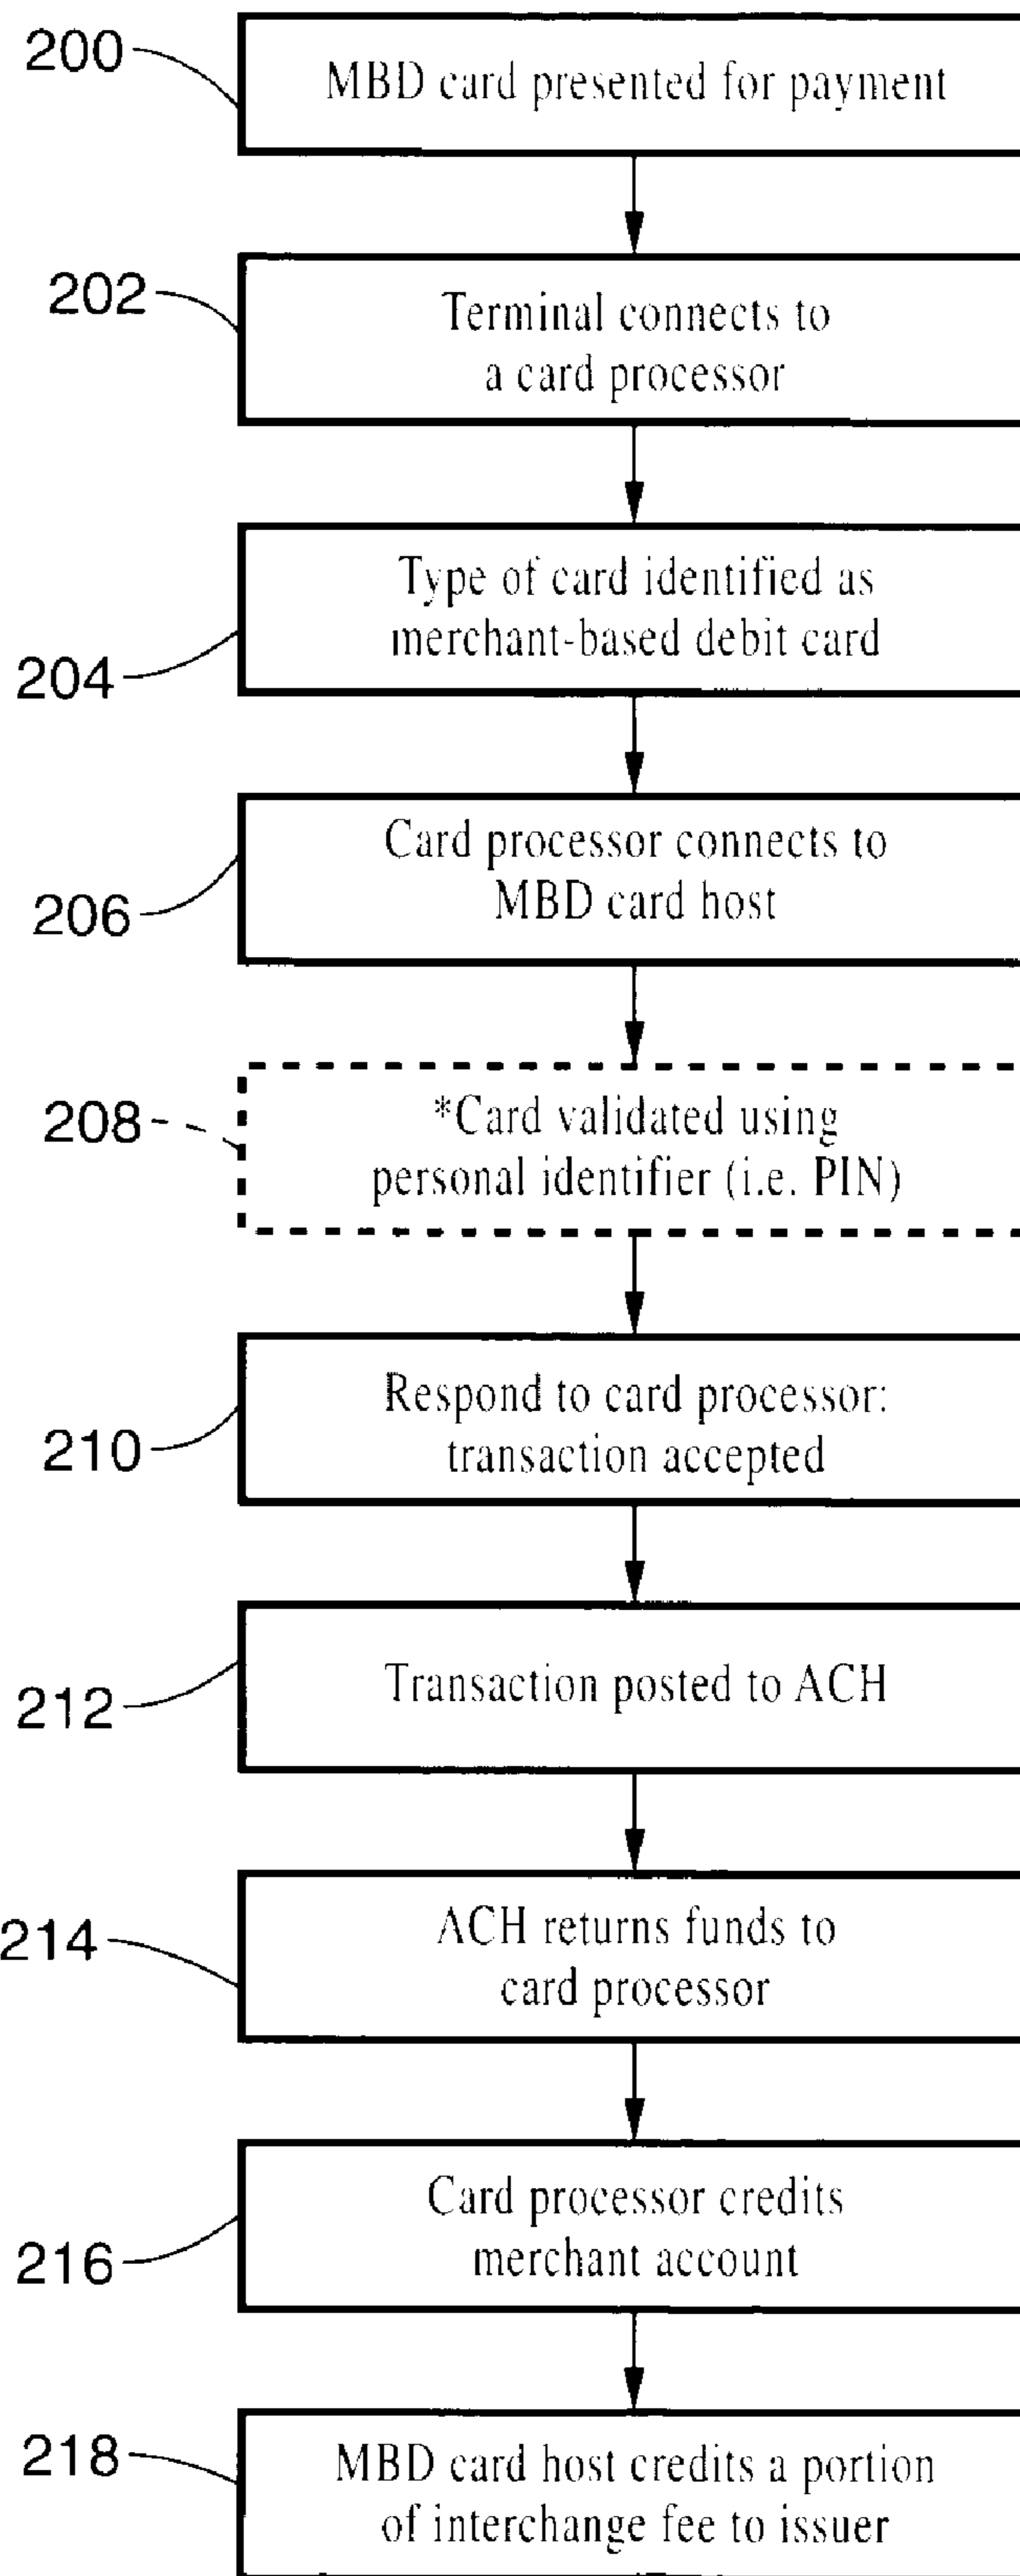 200
MBD card presented for payment
202
Terminal connects to
a card processor
204
Type of card identified as
merchant-based debit card
206
Card processor connects to
MBD card host
208
*Card validated using
personal identifier (i.e. PIN)
210
Respond to card processor:
transaction accepted
212
Transaction posted to ACH
214
ACH returns funds to
card processor
216
Card processor credits
merchant account
218
MBD card host credits a portion
of interchange fee to issuer